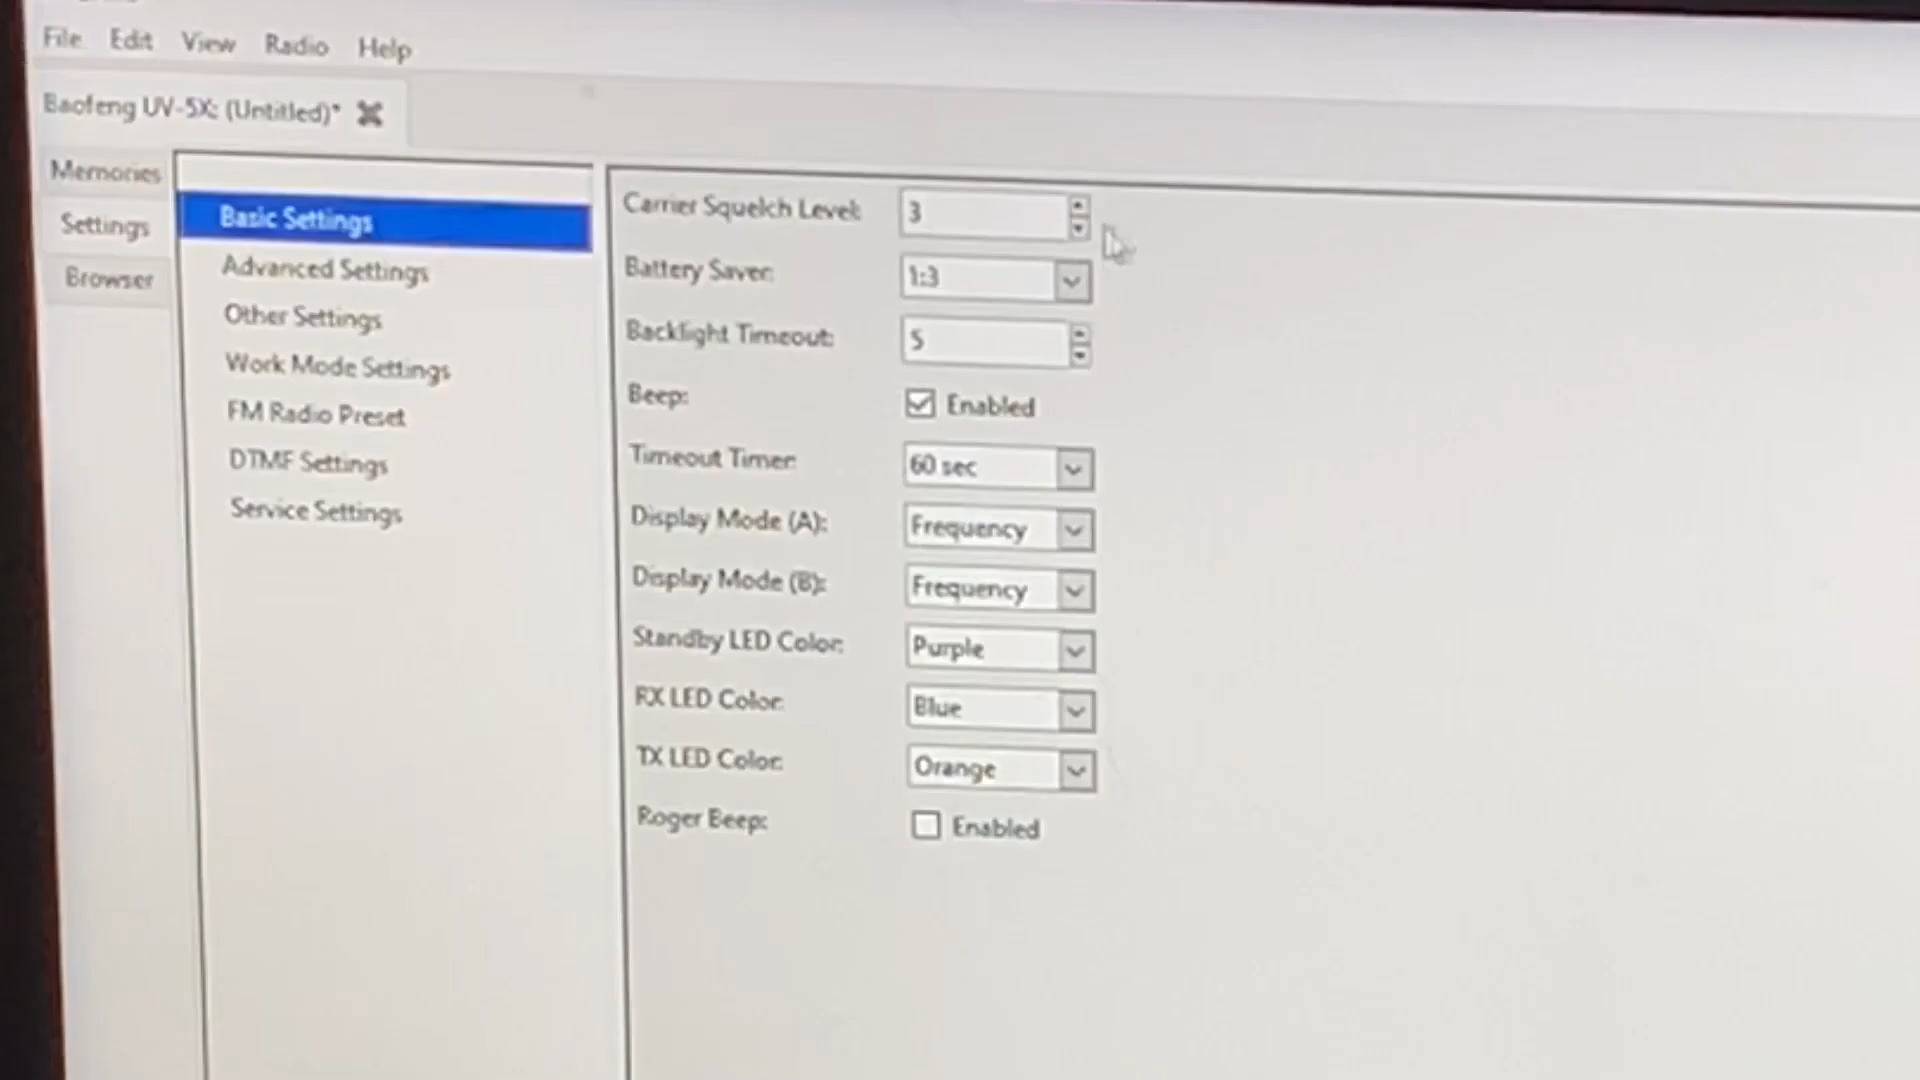 File Edit View Radio Help
Baofeng UV-5X: (Untitled)*
Memories
Settings
Browser
Basic Settings
Advanced Settings
Other Settings
Work Mode Settings
FM Radio Preset
DTMF Settings
Service Settings
Carrier Squelch Level: 3
Battery Saver: 1:3
Backlight Timeout: 5
Beep: Enabled
Timeout Timer: 60 sec
Display Mode (A): Frequency
Display Mode (B): Frequency
Standby LED Color: Purple
RX LED Color: Blue
TX LED Color: Orange
Roger Beep: Enabled